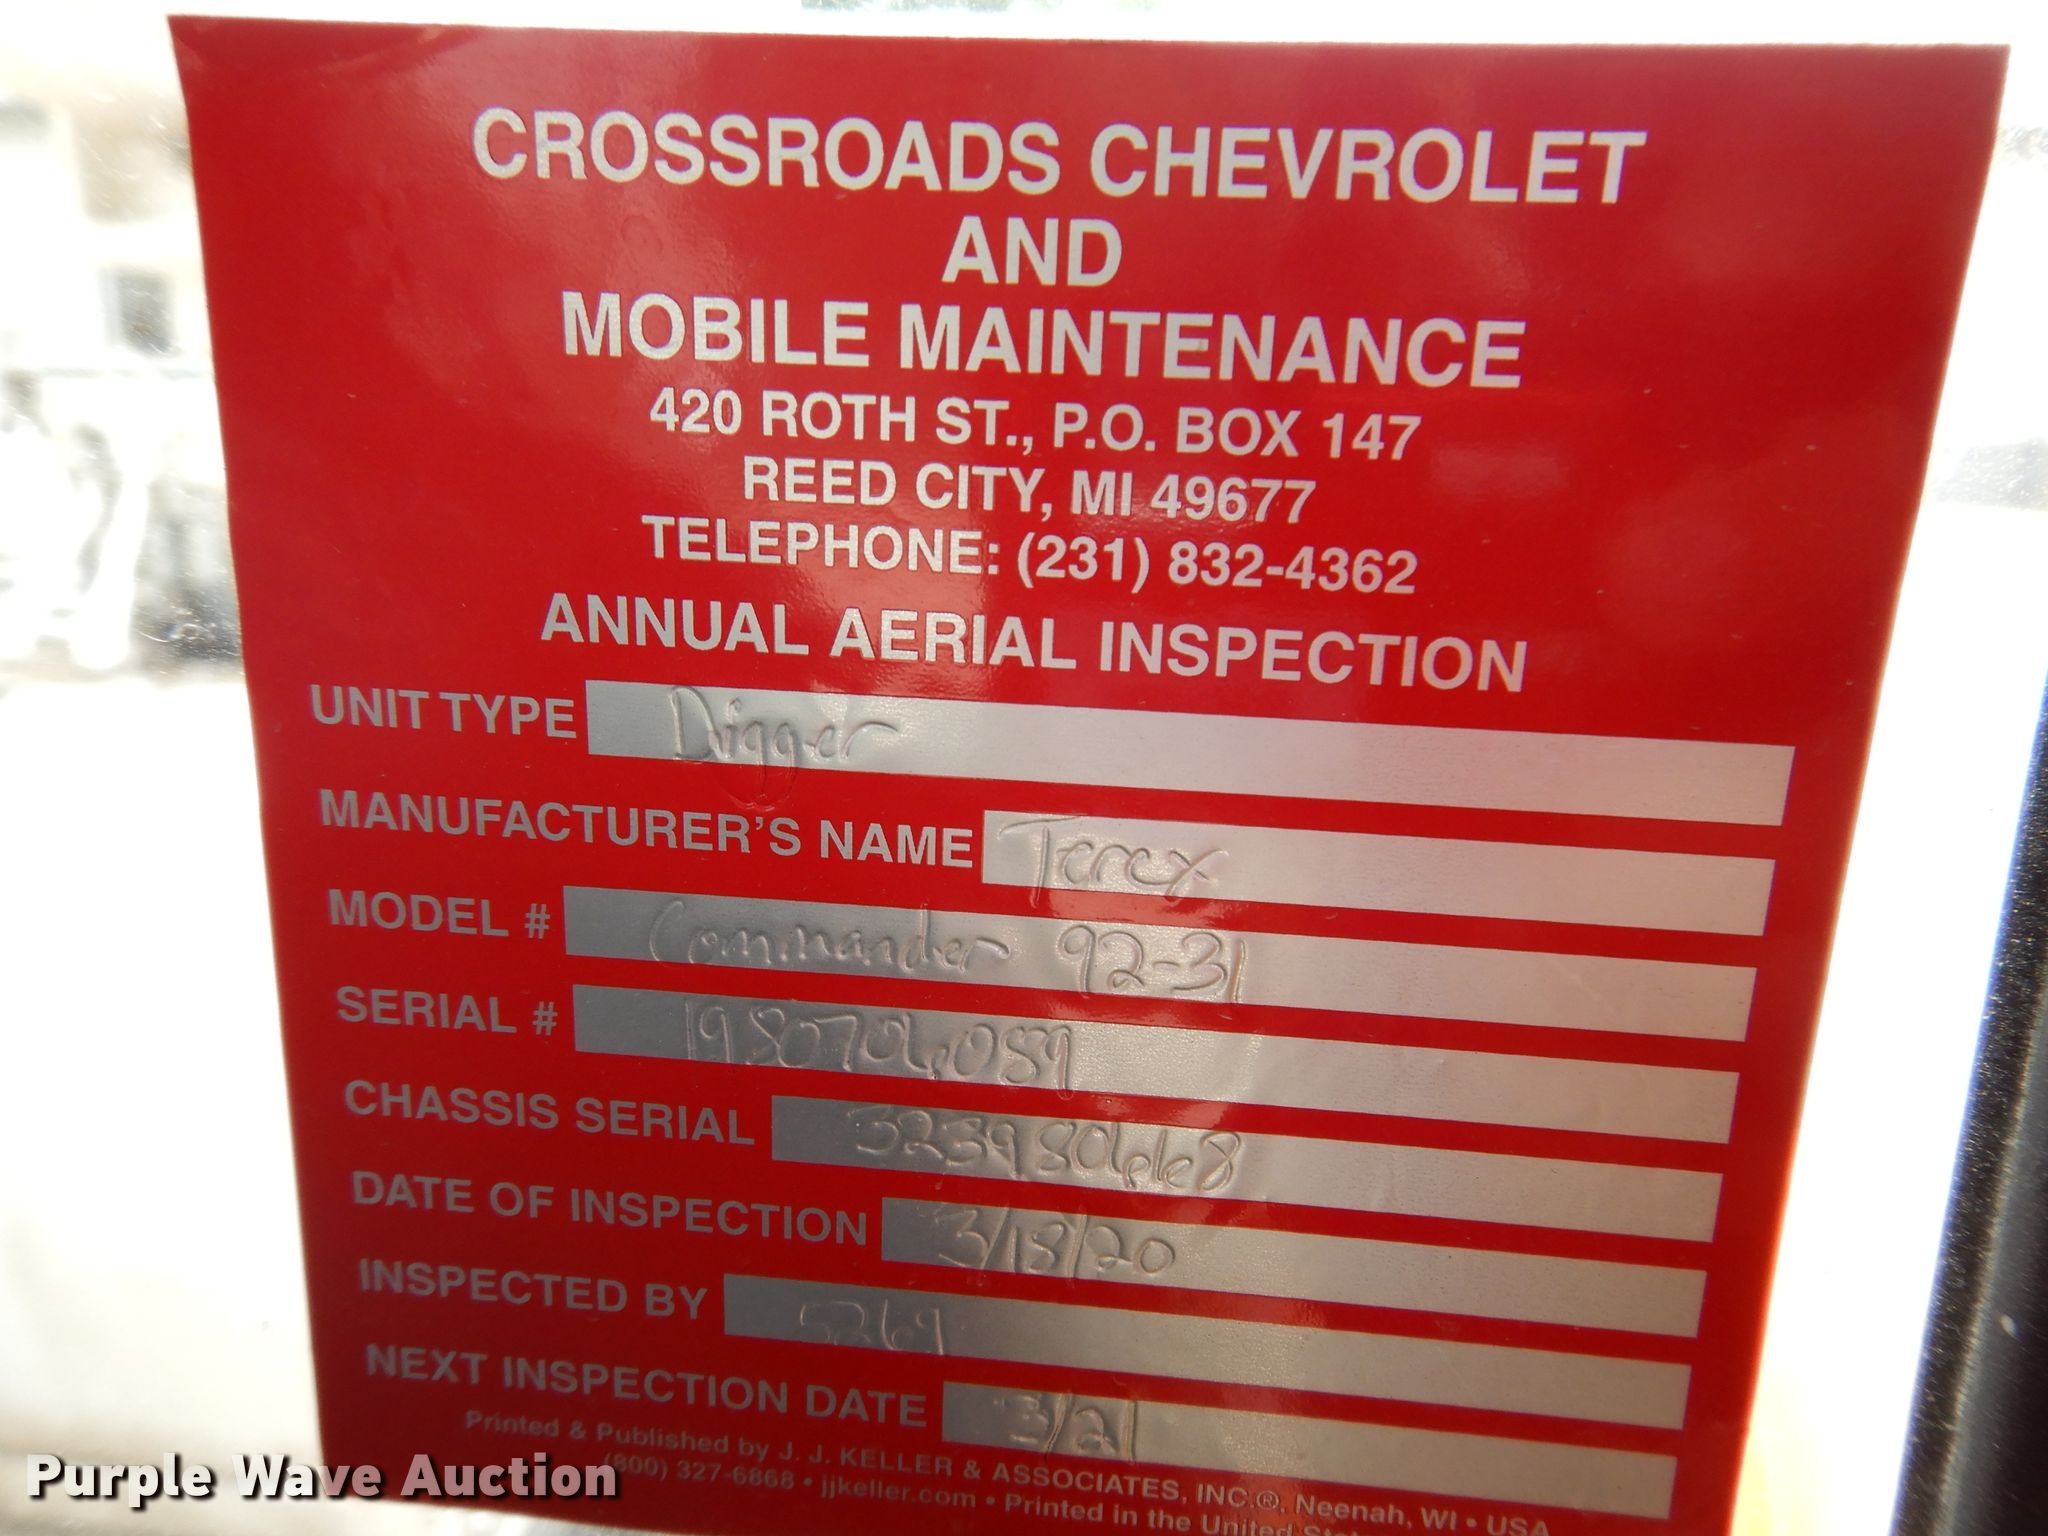 CROSSROADS CHEVROLET
AND
MOBILE MAINTENANCE
420 ROTH ST., P.O. BOX 147
REED CITY, MI 49677
TELEPHONE: (231) 832-4362
ANNUAL AERIAL INSPECTION
UNIT TYPE Digger
MANUFACTURER'S NAME Terex
MODEL # Commander 92-31
SERIAL # 1980706089
CHASSIS SERIAL 323980668
DATE OF INSPECTION 3/18/20
INSPECTED BY 5269
NEXT INSPECTION DATE 3/21
Printed & Published by J. J. KELLER & ASSOCIATES, INC.®, Neenah, WI • USA
(800) 327-6868 • jjkeller.com • Printed in the United
Purple Wave Auction